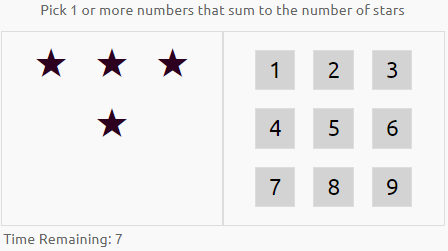 Pick 1 or more numbers that sum to the number of stars
1 2 3
4 5 6
7 8 9
Time Remaining: 7